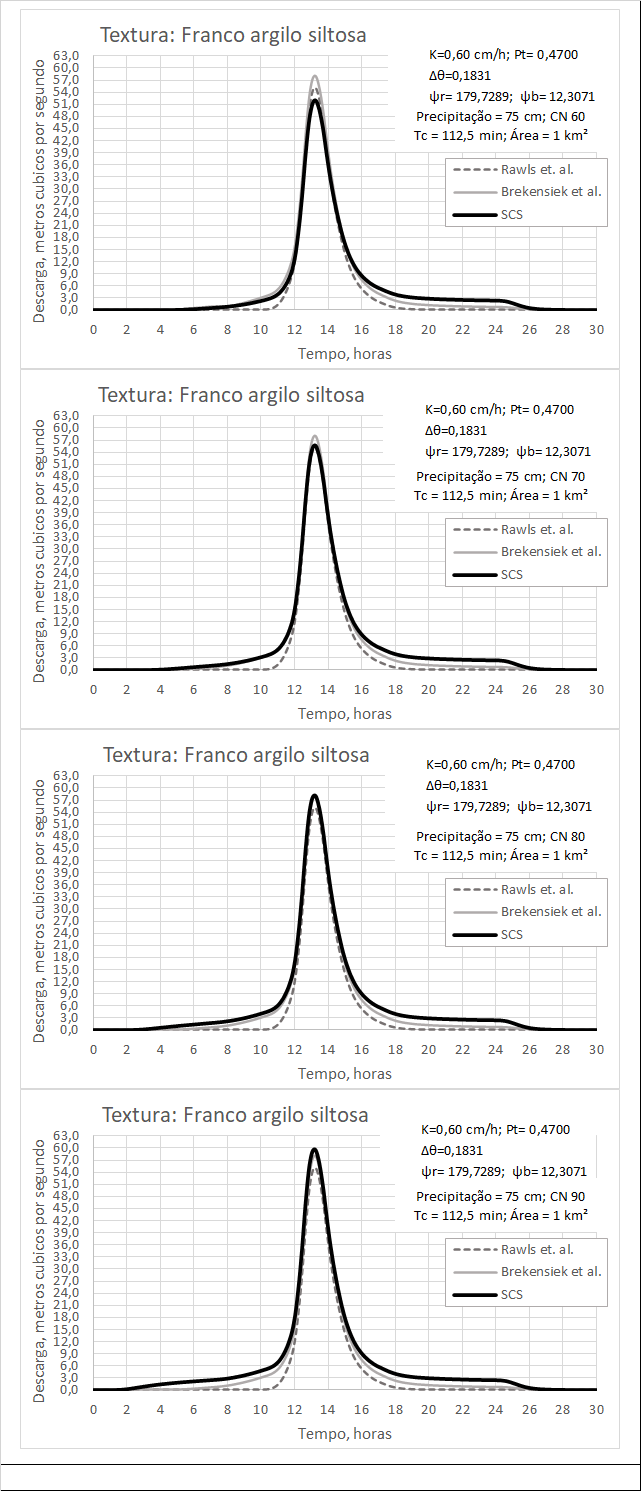 Textura: Franco argilo siltosa
K=0,60 cm/h; Pt= 0,4700
Δθ=0,1831
ψr= 179,7289; ψb= 12,3071
Precipitação = 75 cm; CN 60
Tc = 112,5 min; Área = 1 km²
Rawls et. al.
Brekensiek et al.
SCS
Descarga, metros cubicos por segundo
63,0
60,0
57,0
54,0
51,0
48,0
45,0
42,0
39,0
36,0
33,0
30,0
27,0
24,0
21,0
18,0
15,0
12,0
9,0
6,0
3,0
0,0
0 2 4 6 8 10 12 14 16 18 20 22 24 26 28 30
Tempo, horas
Textura: Franco argilo siltosa
K=0,60 cm/h; Pt= 0,4700
Δθ=0,1831
ψr= 179,7289; ψb= 12,3071
Precipitação = 75 cm; CN 70
Tc = 112,5 min; Área = 1 km²
Rawls et. al.
Brekensiek et al.
SCS
Descarga, metros cubicos por segundo
63,0
60,0
57,0
54,0
51,0
48,0
45,0
42,0
39,0
36,0
33,0
30,0
27,0
24,0
21,0
18,0
15,0
12,0
9,0
6,0
3,0
0,0
0 2 4 6 8 10 12 14 16 18 20 22 24 26 28 30
Tempo, horas
Textura: Franco argilo siltosa
K=0,60 cm/h; Pt= 0,4700
Δθ=0,1831
ψr= 179,7289; ψb= 12,3071
Precipitação = 75 cm; CN 80
Tc = 112,5 min; Área = 1 km²
Rawls et. al.
Brekensiek et al.
SCS
Descarga, metros cubicos por segundo
63,0
60,0
57,0
54,0
51,0
48,0
45,0
42,0
39,0
36,0
33,0
30,0
27,0
24,0
21,0
18,0
15,0
12,0
9,0
6,0
3,0
0,0
0 2 4 6 8 10 12 14 16 18 20 22 24 26 28 30
Tempo, horas
Textura: Franco argilo siltosa
K=0,60 cm/h; Pt= 0,4700
Δθ=0,1831
ψr= 179,7289; ψb= 12,3071
Precipitação = 75 cm; CN 90
Tc = 112,5 min; Área = 1 km²
Rawls et. al.
Brekensiek et al.
SCS
Descarga, metros cubicos por segundo
63,0
60,0
57,0
54,0
51,0
48,0
45,0
42,0
39,0
36,0
33,0
30,0
27,0
24,0
21,0
18,0
15,0
12,0
9,0
6,0
3,0
0,0
0 2 4 6 8 10 12 14 16 18 20 22 24 26 28 30
Tempo, horas